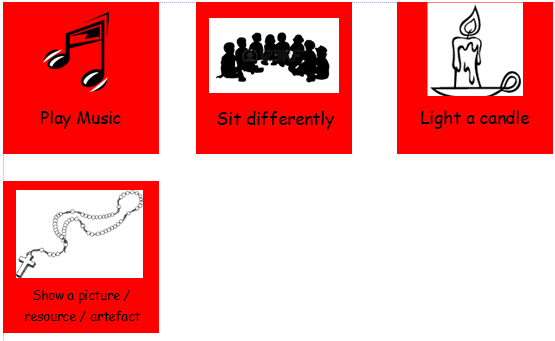 Play Music
Sit differently
Light a candle
Show a picture /
resource / artefact